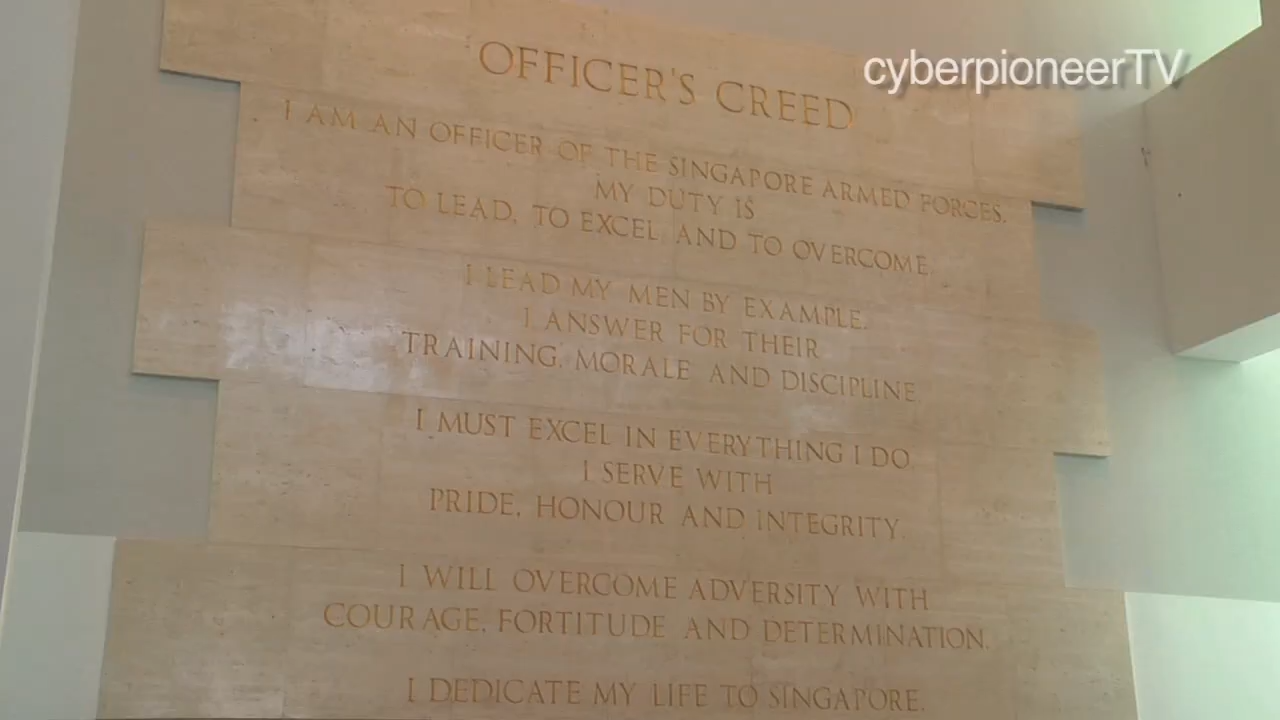 cyberpioneerTV
OFFICER'S CREED
I AM AN OFFICER OF THE SINGAPORE ARMED FORCES.
MY DUTY IS
TO LEAD, TO EXCEL AND TO OVERCOME.
I LEAD MY MEN BY EXAMPLE.
I ANSWER FOR THEIR
TRAINING, MORALE AND DISCIPLINE.
I MUST EXCEL IN EVERYTHING I DO
I SERVE WITH
PRIDE, HONOUR AND INTEGRITY.
I WILL OVERCOME ADVERSITY WITH
COURAGE, FORTITUDE AND DETERMINATION.
I DEDICATE MY LIFE TO SINGAPORE.